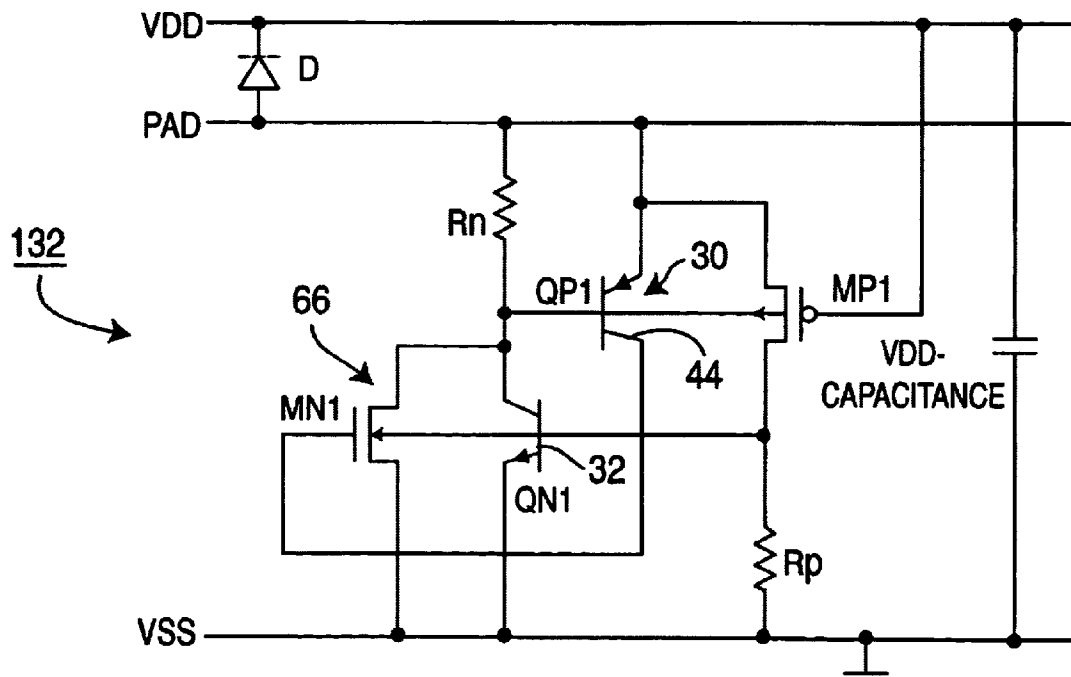 VDD
D
PAD
Rn
132
QP1
30
MP1
66
44
VDD-
CAPACITANCE
MN1
32
QN1
Rp
VSS